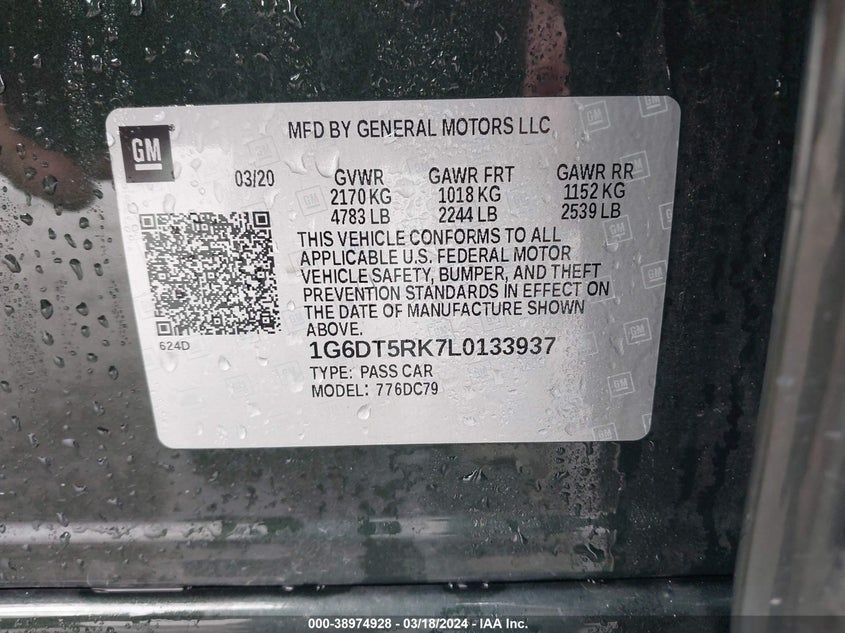 GM
MFD BY GENERAL MOTORS LLC
03/20 GVWR GAWR FRT GAWR RR
2170 KG 1018 KG 1152 KG
4783 LB 2244 LB 2539 LB
THIS VEHICLE CONFORMS TO ALL
APPLICABLE U.S. FEDERAL MOTOR
VEHICLE SAFETY, BUMPER, AND THEFT
PREVENTION STANDARDS IN EFFECT ON
THE DATE OF MANUFACTURE SHOWN
ABOVE.
624D
1G6DT5RK7L0133937
TYPE: PASS CAR
MODEL: 776DC79
000-38974928 - 03/18/2024 - IAA Inc.